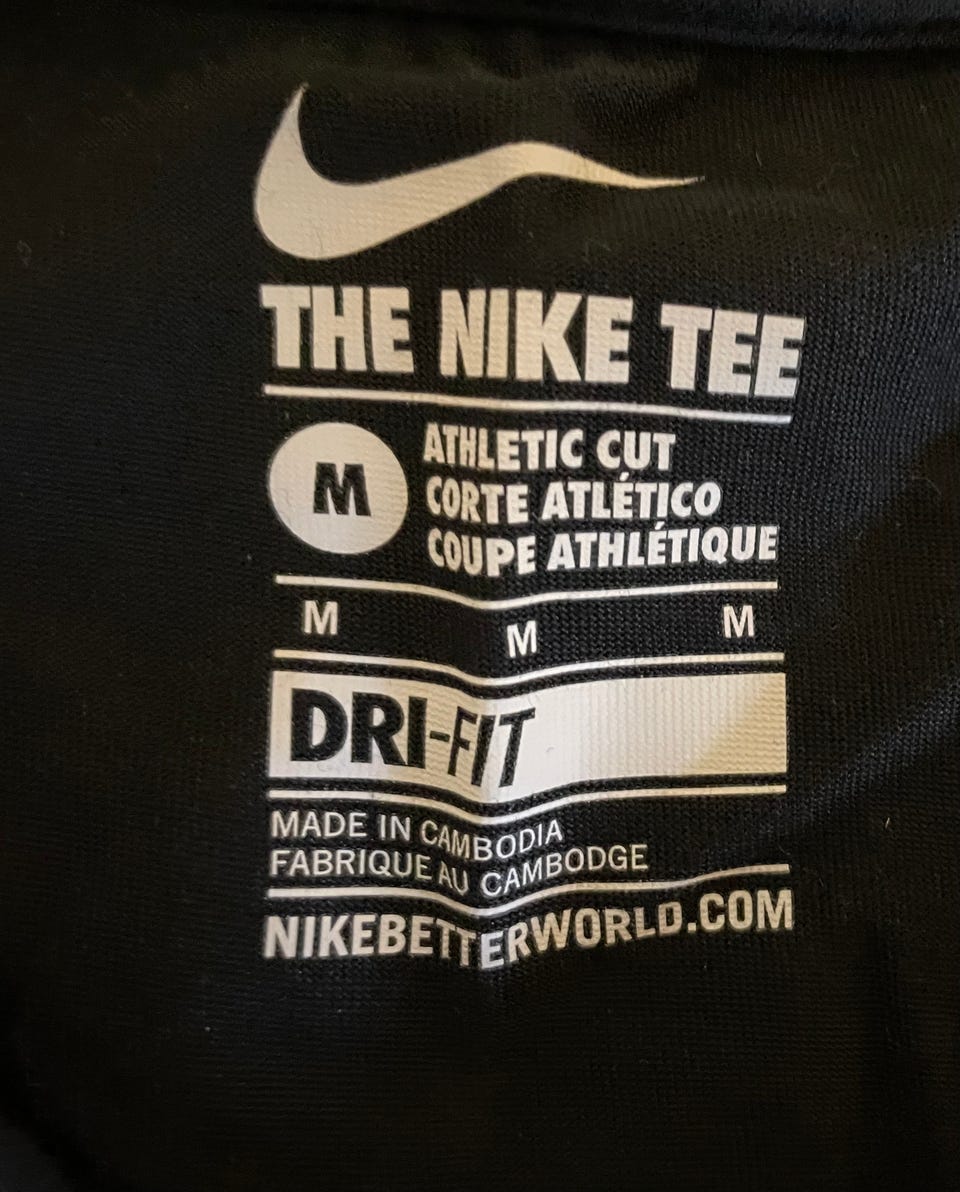 THE NIKE TEE
M
ATHLETIC CUT
CORTE ATLÉTICO
COUPE ATHLÉTIQUE
M M M
DRI-FIT
MADE IN CAMBODIA
FABRIQUE AU CAMBODGE
NIKEBETTERWORLD.COM